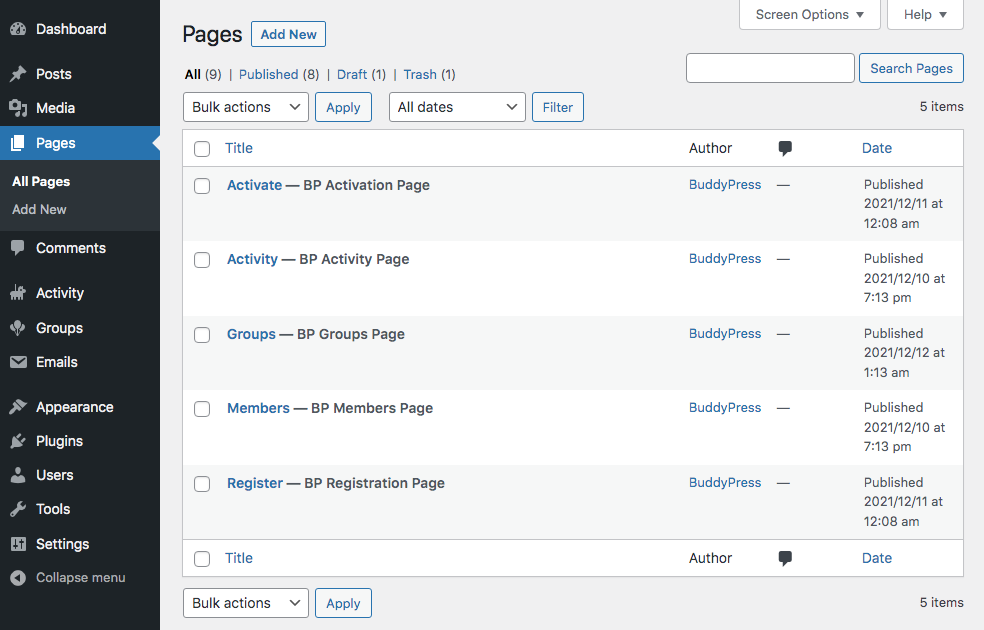 Dashboard
Posts
Media
Pages
All Pages
Add New
Comments
Activity
Groups
Emails
Appearance
Plugins
Users
Tools
Settings
Collapse menu
Screen Options ▼
Help ▼
Pages Add New
All (9) | Published (8) | Draft (1) | Trash (1)
Search Pages
Bulk actions Apply All dates Filter 5 items
Title Author Date
Activate — BP Activation Page BuddyPress — Published
2021/12/11 at
12:08 am
Activity — BP Activity Page BuddyPress — Published
2021/12/10 at
7:13 pm
Groups — BP Groups Page BuddyPress — Published
2021/12/12 at
1:13 am
Members — BP Members Page BuddyPress — Published
2021/12/10 at
7:13 pm
Register — BP Registration Page BuddyPress — Published
2021/12/11 at
12:08 am
Title Author Date
Bulk actions Apply 5 items